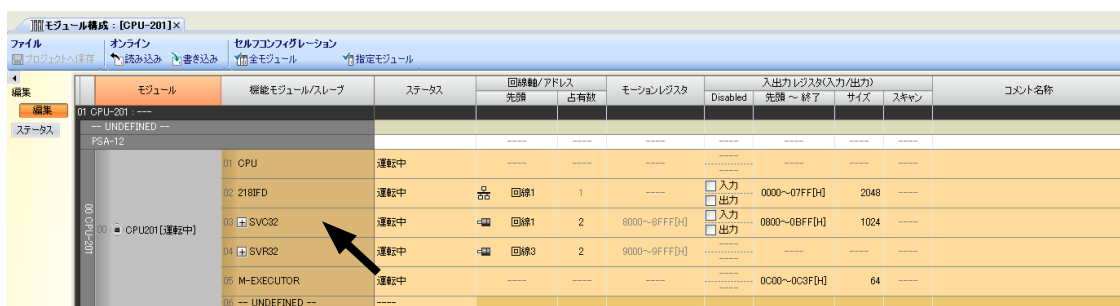 モジュール構成 : [CPU-201]×
ファイル オンライン セルフコンフィグレーション
プロジェクトへ保存 読み込み 書き込み 全モジュール 指定モジュール
編集
編集
ステータス
モジュール 機能モジュール/スレーブ ステータス 回線軸/アドレス モーションレジスタ 入出力レジスタ(入力/出力) コメント名称
先頭 占有数 Disabled 先頭 ～ 終了 サイズ スキャン
01 CPU-201 : ---
-- UNDEFINED --
PSA-12 ---- ---- ---- ---- ---- ---- ----
00 CPU-201
00 CPU201[運転中]
01 CPU 運転中 ---- ---- ---- ---- ---- ---- ---- ----
02 218IFD 運転中 回線1 1 ---- 入力 出力 0000～07FF[H] 2048 ----
03 + SVC32 運転中 回線1 2 8000～8FFF[H] 入力 出力 0800～0BFF[H] 1024 ----
04 + SVR32 運転中 回線3 2 9000～9FFF[H] ---- ---- ---- ---- ----
05 M-EXECUTOR 運転中 ---- ---- ---- ---- ---- 0C00～0C3F[H] 64 ----
06 -- UNDEFINED -- ----